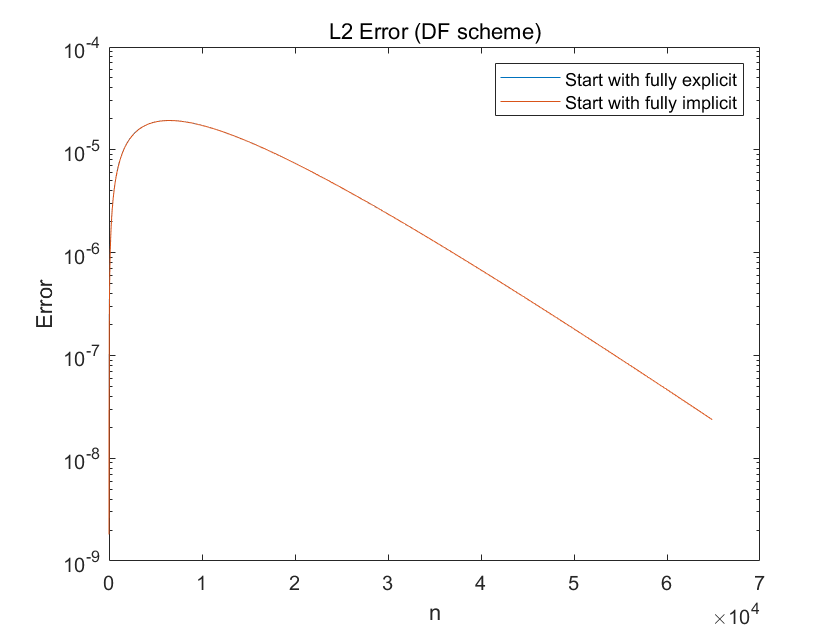 L2 Error (DF scheme)
Start with fully explicit
Start with fully implicit
10^-4
10^-5
10^-6
10^-7
10^-8
10^-9
Error
0 1 2 3 4 5 6 7
n
×10^4